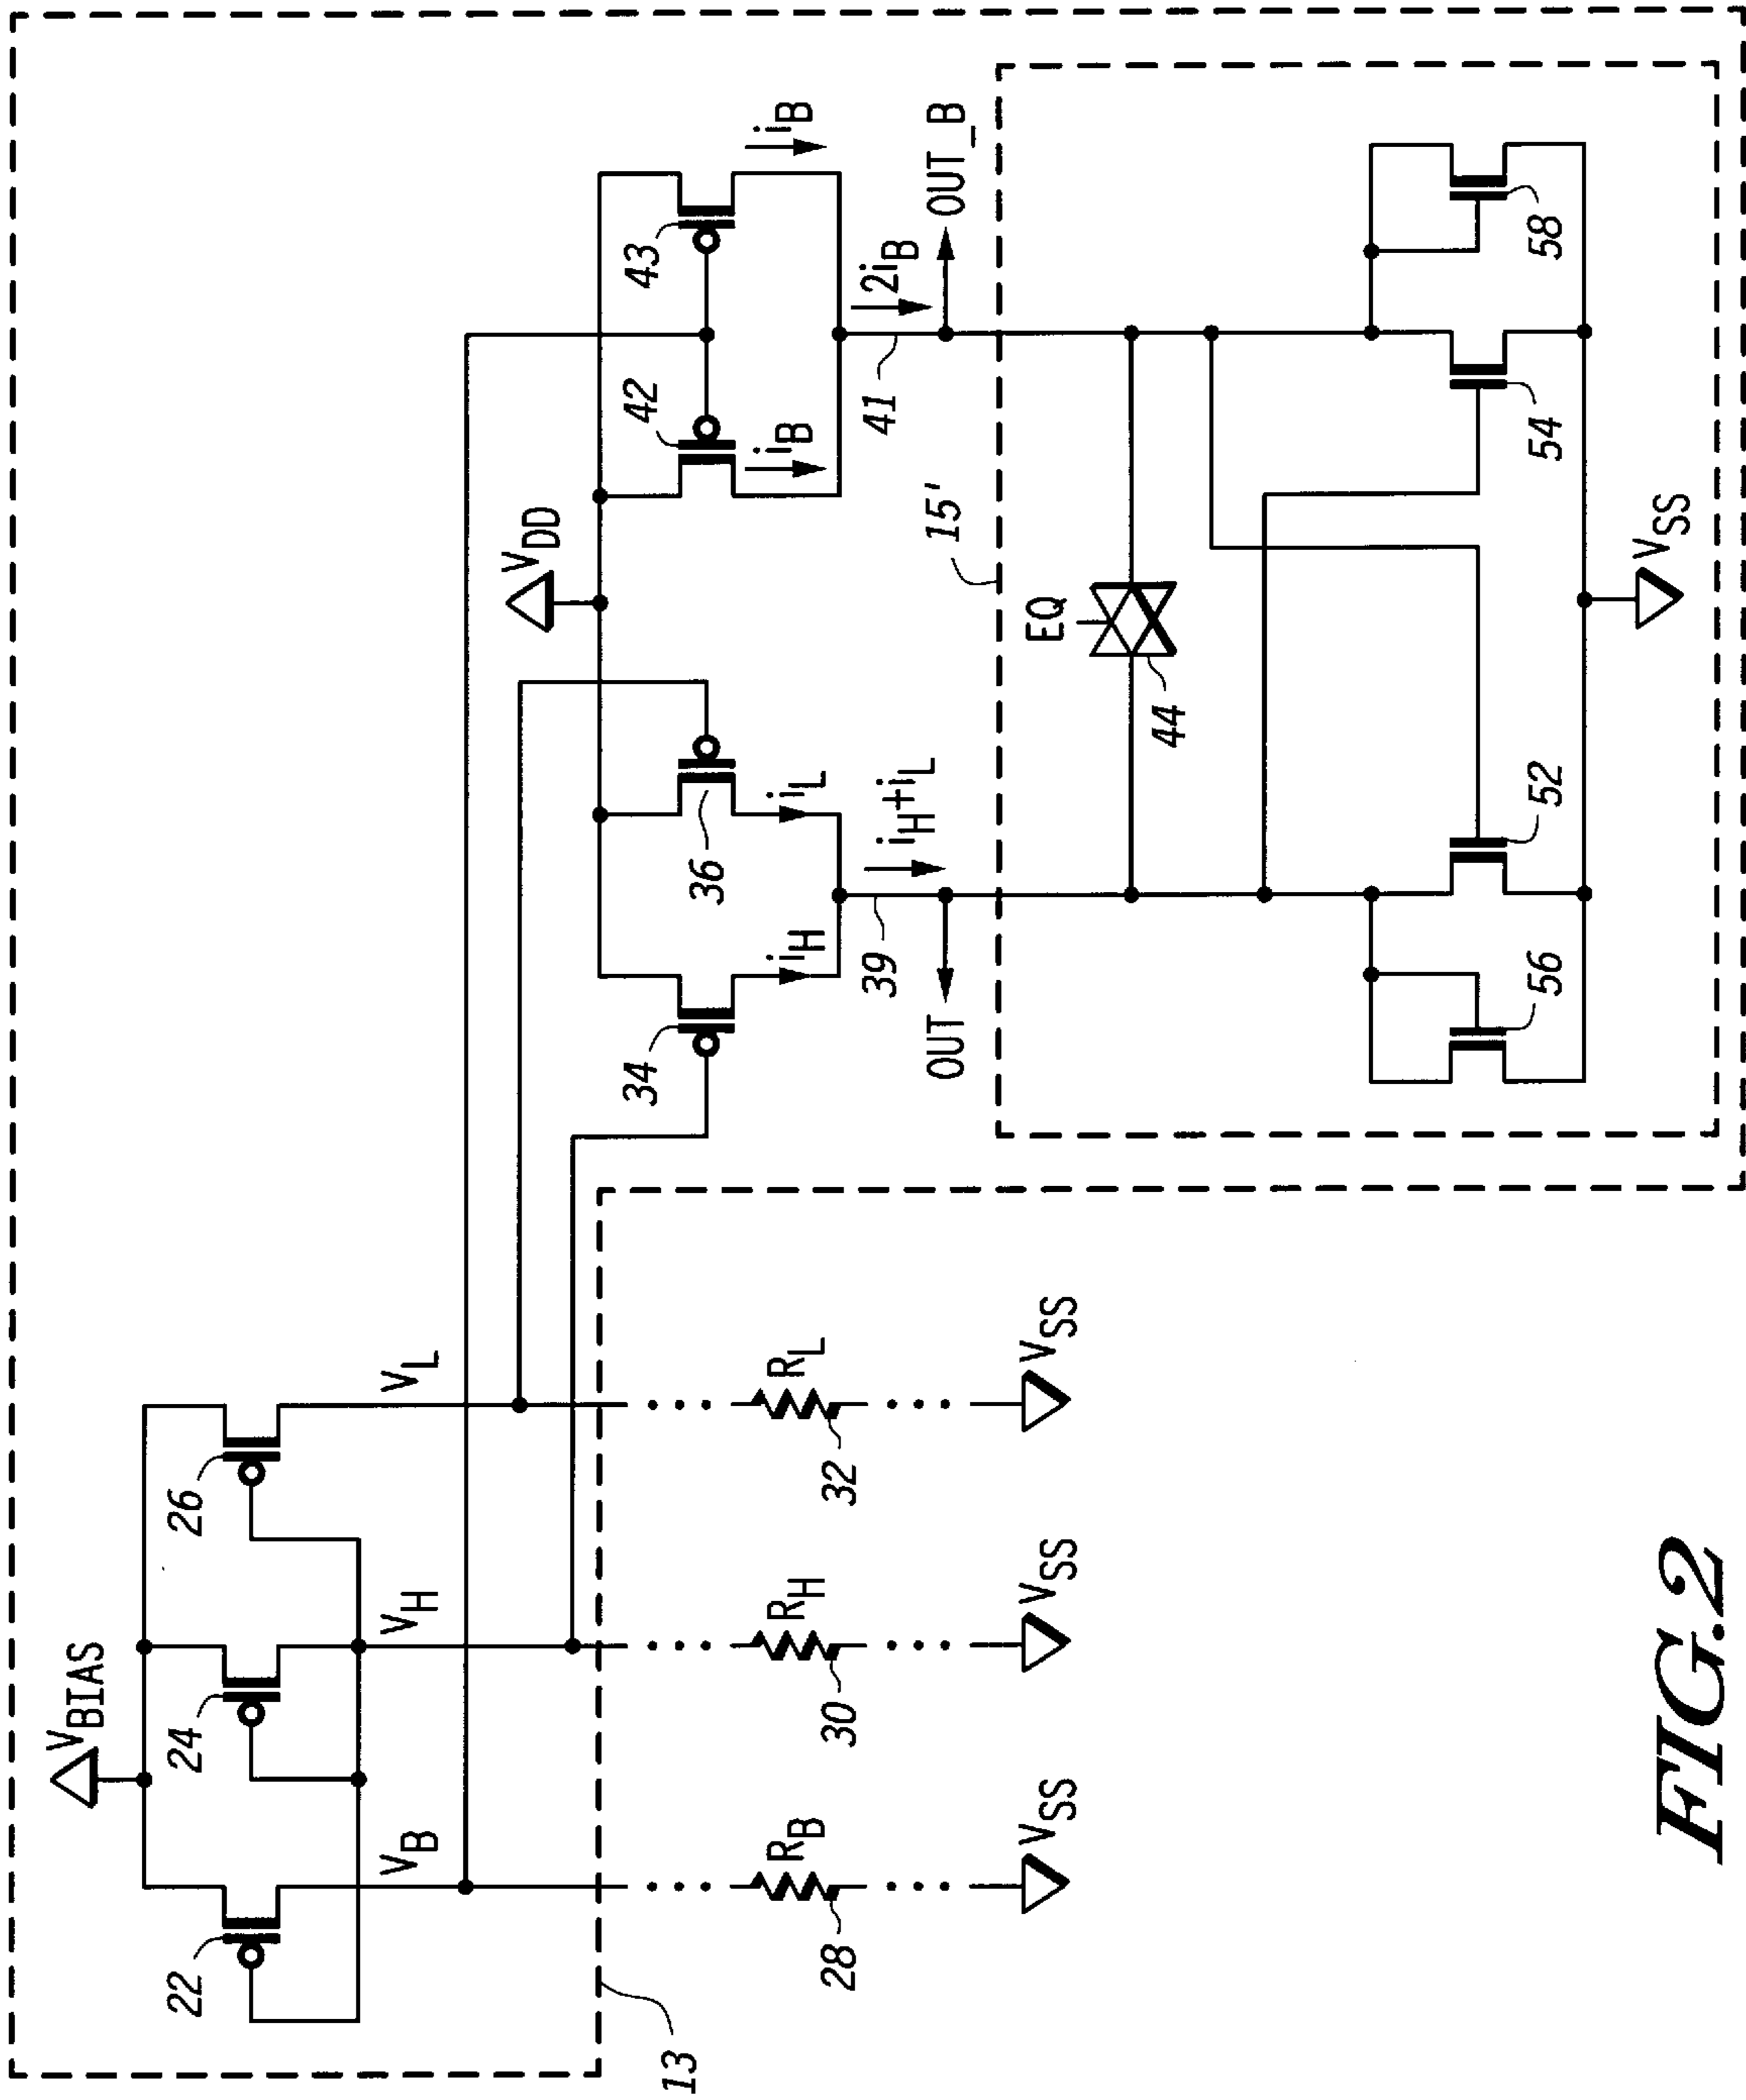 V_BIAS
22
24
26
V_B
V_H
V_L
R_B
R_H
R_L
28
30
32
V_SS
V_SS
V_SS
13
V_DD
34
36
42
43
i_H
i_L
i_B
i_B
i_H+i_L
2i_B
39
41
OUT
OUT_B
15'
EQ
44
56
52
54
58
V_SS
FIG.2